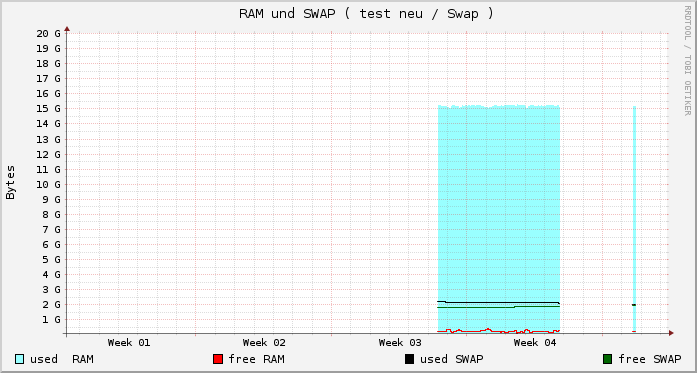 RAM und SWAP ( test neu / Swap )
RRDTOOL / TOBI OETIKER
Bytes
20 G
19 G
18 G
17 G
16 G
15 G
14 G
13 G
12 G
11 G
10 G
9 G
8 G
7 G
6 G
5 G
4 G
3 G
2 G
1 G
Week 01 Week 02 Week 03 Week 04
used RAM free RAM used SWAP free SWAP